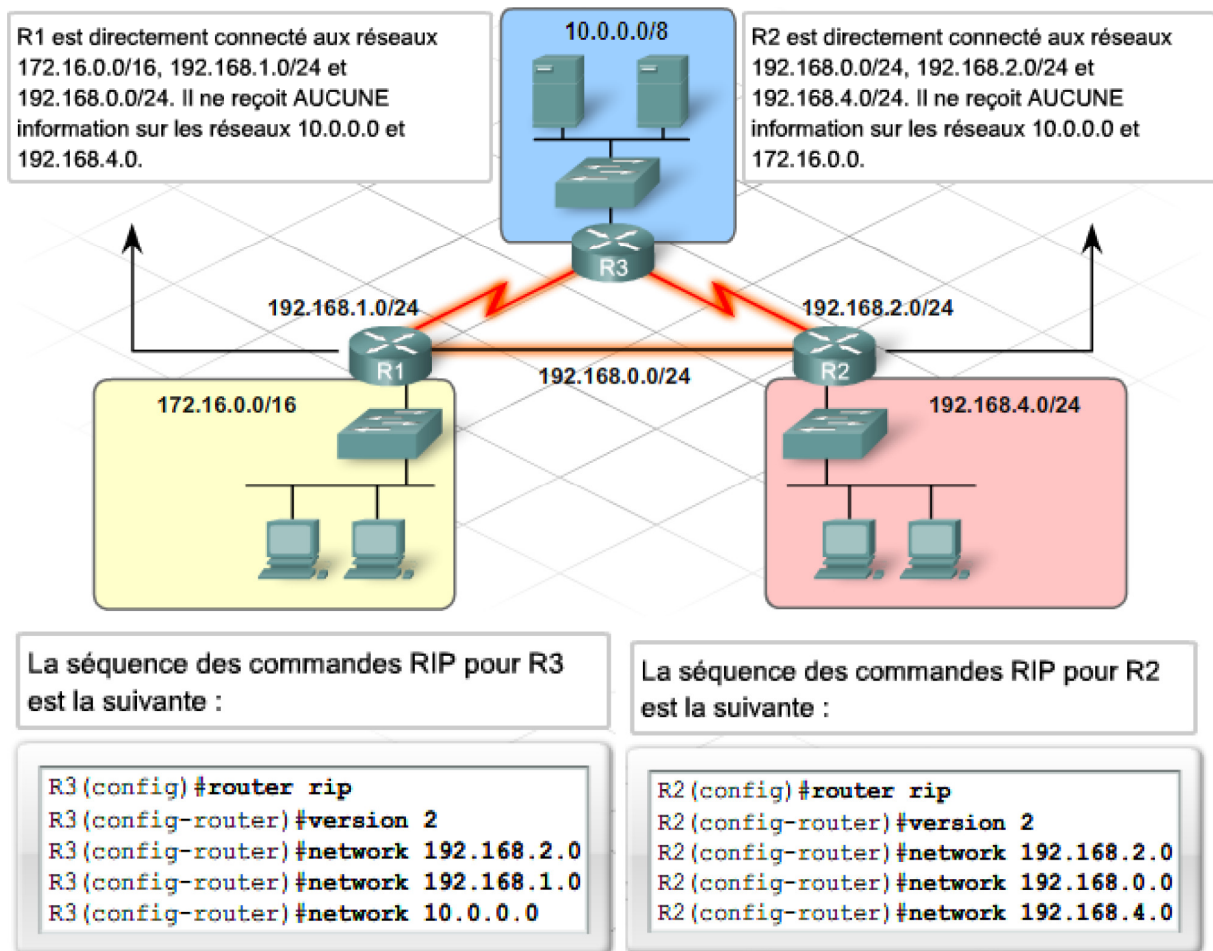 R1 est directement connecté aux réseaux
172.16.0.0/16, 192.168.1.0/24 et
192.168.0.0/24. Il ne reçoit AUCUNE
information sur les réseaux 10.0.0.0 et
192.168.4.0.
10.0.0.0/8
R2 est directement connecté aux réseaux
192.168.0.0/24, 192.168.2.0/24 et
192.168.4.0/24. Il ne reçoit AUCUNE
information sur les réseaux 10.0.0.0 et
172.16.0.0.
R3
192.168.1.0/24
192.168.2.0/24
R1
192.168.0.0/24
R2
172.16.0.0/16
192.168.4.0/24
La séquence des commandes RIP pour R3
est la suivante :
R3(config)#router rip
R3(config-router)#version 2
R3(config-router)#network 192.168.2.0
R3(config-router)#network 192.168.1.0
R3(config-router)#network 10.0.0.0
La séquence des commandes RIP pour R2
est la suivante :
R2(config)#router rip
R2(config-router)#version 2
R2(config-router)#network 192.168.2.0
R2(config-router)#network 192.168.0.0
R2(config-router)#network 192.168.4.0